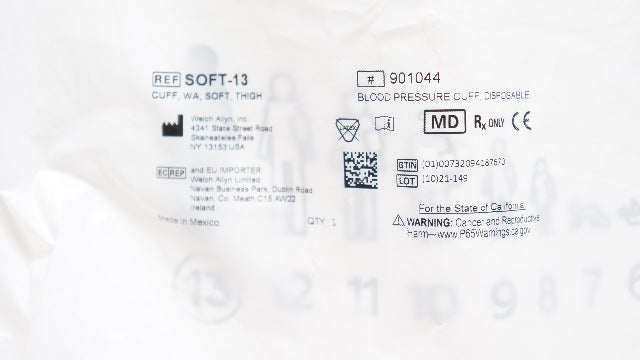 REF SOFT-13
CUFF, WA, SOFT, THIGH
Welch Allyn, Inc.
4341 State Street Road
Skaneateles Falls
NY 13153 USA
EC REP and EU IMPORTER
Welch Allyn Limited
Navan Business Park, Dublin Road
Navan, Co. Meath C15 AW22
Ireland
Made in Mexico
QTY: 1
# 901044
BLOOD PRESSURE CUFF, DISPOSABLE
LATEX
MD Rx ONLY CE
GTIN (01)00732094187670
LOT (10)21-149
For the State of California
WARNING: Cancer and Reproductive
Harm—www.P65Warnings.ca.gov
13 12 11 10 9 8 7 6